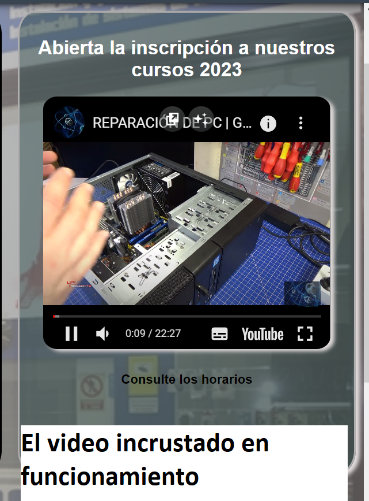 Abierta la inscripción a nuestros
cursos 2023
REPARACIÓN DE PC | G...
0:09 / 22:27
YouTube
Consulte los horarios
El video incrustado en
funcionamiento